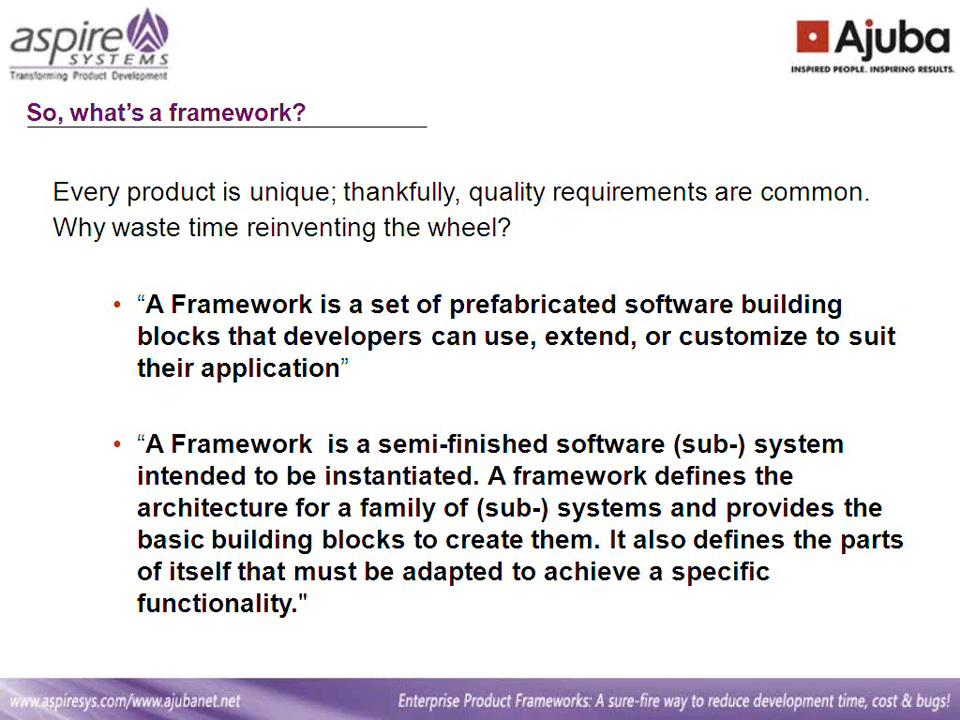 aspire
SYSTEMS
Transforming Product Development
Ajuba
INSPIRED PEOPLE. INSPIRING RESULTS.
So, what’s a framework?
Every product is unique; thankfully, quality requirements are common.
Why waste time reinventing the wheel?
• “A Framework is a set of prefabricated software building
blocks that developers can use, extend, or customize to suit
their application”
• “A Framework  is a semi-finished software (sub-) system
intended to be instantiated. A framework defines the
architecture for a family of (sub-) systems and provides the
basic building blocks to create them. It also defines the parts
of itself that must be adapted to achieve a specific
functionality."
www.aspiresys.com/www.ajubanet.net
Enterprise Product Frameworks: A sure-fire way to reduce development time, cost & bugs!